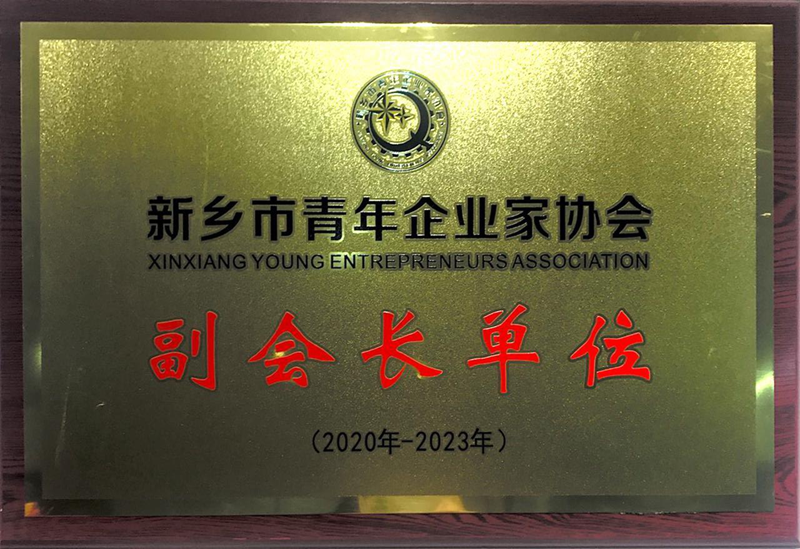 新乡市青年企业家协会
XINXIANG YOUNG ENTREPRENEURS ASSOCIATION
副会长单位
（2020年-2023年）